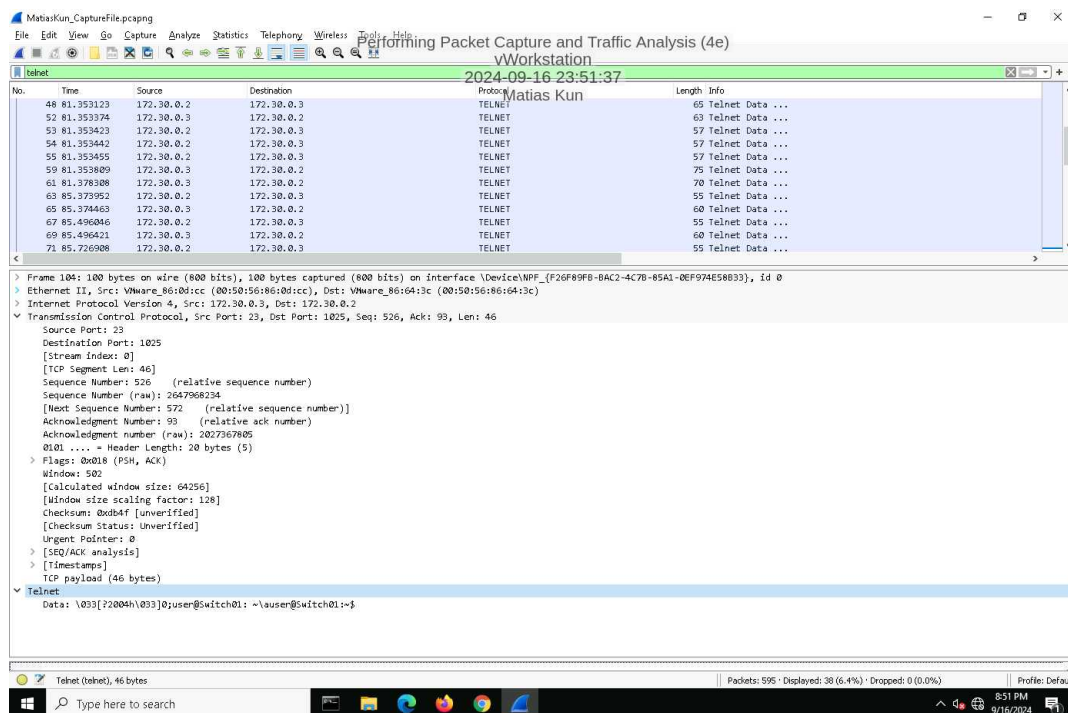 MatiasKun_CaptureFile.pcapng
File Edit View Go Capture Analyze Statistics Telephony Wireless Tools Help
Performing Packet Capture and Traffic Analysis (4e)
vWorkstation
2024-09-16 23:51:37
Matias Kun
telnet
No. Time Source Destination Protocol Length Info
48 81.353123 172.30.0.2 172.30.0.3 TELNET 65 Telnet Data ...
52 81.353374 172.30.0.3 172.30.0.2 TELNET 63 Telnet Data ...
53 81.353423 172.30.0.2 172.30.0.3 TELNET 57 Telnet Data ...
54 81.353442 172.30.0.2 172.30.0.3 TELNET 57 Telnet Data ...
55 81.353455 172.30.0.2 172.30.0.3 TELNET 57 Telnet Data ...
59 81.353809 172.30.0.3 172.30.0.2 TELNET 75 Telnet Data ...
61 81.378308 172.30.0.3 172.30.0.2 TELNET 70 Telnet Data ...
63 85.373952 172.30.0.2 172.30.0.3 TELNET 55 Telnet Data ...
65 85.374463 172.30.0.3 172.30.0.2 TELNET 60 Telnet Data ...
67 85.496046 172.30.0.2 172.30.0.3 TELNET 55 Telnet Data ...
69 85.496421 172.30.0.3 172.30.0.2 TELNET 60 Telnet Data ...
71 85.726908 172.30.0.2 172.30.0.3 TELNET 55 Telnet Data ...
Frame 104: 100 bytes on wire (800 bits), 100 bytes captured (800 bits) on interface \Device\NPF_{F26F89FB-BAC2-4C7B-85A1-0EF974E58B33}, id 0
Ethernet II, Src: VMware_86:0d:cc (00:50:56:86:0d:cc), Dst: VMware_86:64:3c (00:50:56:86:64:3c)
Internet Protocol Version 4, Src: 172.30.0.3, Dst: 172.30.0.2
Transmission Control Protocol, Src Port: 23, Dst Port: 1025, Seq: 526, Ack: 93, Len: 46
Source Port: 23
Destination Port: 1025
[Stream index: 0]
[TCP Segment Len: 46]
Sequence Number: 526 (relative sequence number)
Sequence Number (raw): 2647968234
[Next Sequence Number: 572 (relative sequence number)]
Acknowledgment Number: 93 (relative ack number)
Acknowledgment number (raw): 2027367805
0101 .... = Header Length: 20 bytes (5)
Flags: 0x018 (PSH, ACK)
Window: 502
[Calculated window size: 64256]
[Window size scaling factor: 128]
Checksum: 0xdb4f [unverified]
[Checksum Status: Unverified]
Urgent Pointer: 0
[SEQ/ACK analysis]
[Timestamps]
TCP payload (46 bytes)
Telnet
Data: \033[?2004h\033]0;user@Switch01: ~\auser@Switch01:~$
Telnet (telnet), 46 bytes Packets: 595 · Displayed: 38 (6.4%) · Dropped: 0 (0.0%) Profile: Defau
Type here to search
8:51 PM
9/16/2024
1